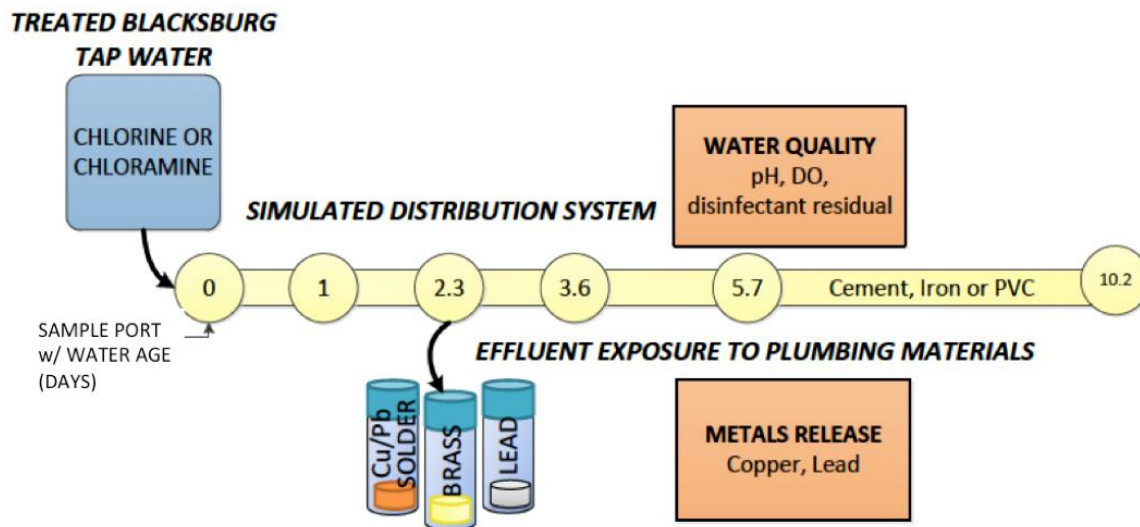 TREATED BLACKSBURG
TAP WATER
CHLORINE OR
CHLORAMINE
WATER QUALITY
pH, DO,
disinfectant residual
SIMULATED DISTRIBUTION SYSTEM
0
1
2.3
3.6
5.7
Cement, Iron or PVC
10.2
SAMPLE PORT
w/ WATER AGE
(DAYS)
EFFLUENT EXPOSURE TO PLUMBING MATERIALS
Cu/Pb
SOLDER
BRASS
LEAD
METALS RELEASE
Copper, Lead